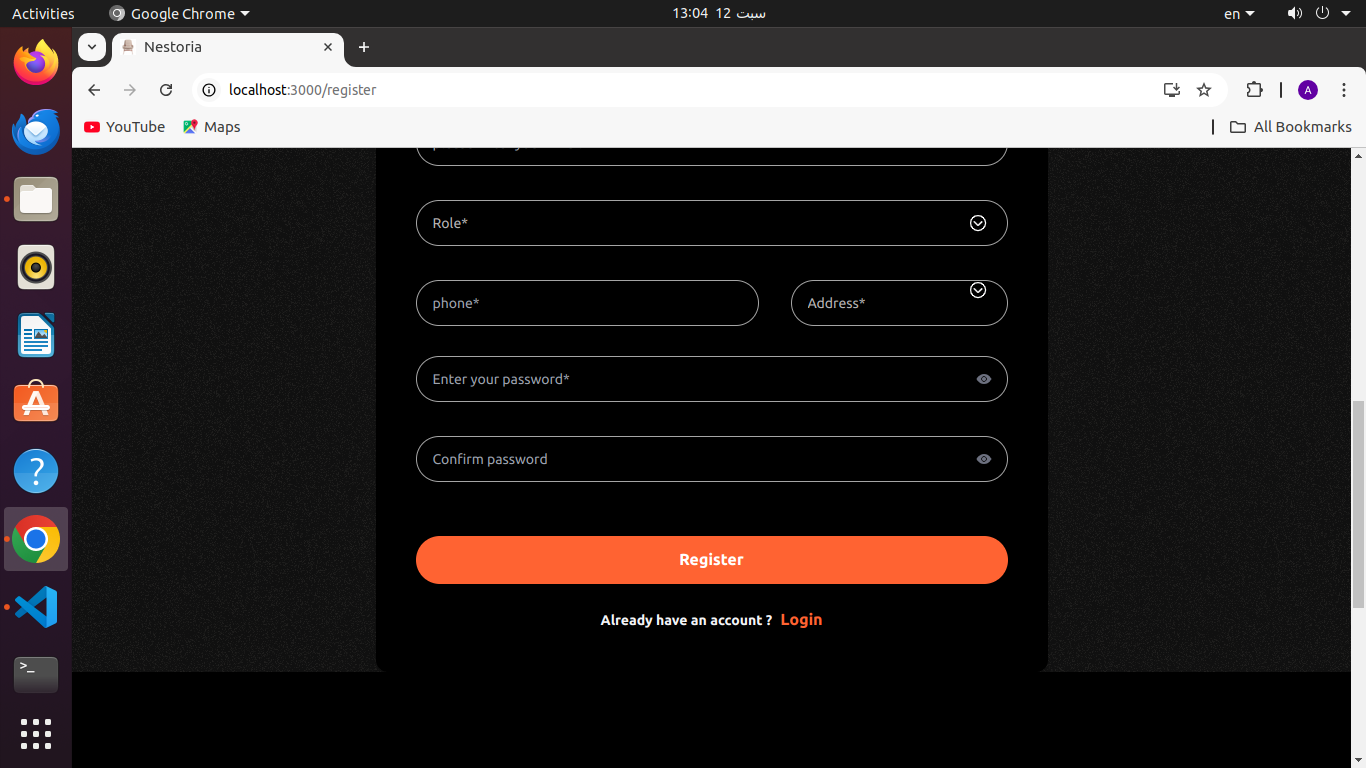 Activities
Google Chrome
13:04 12 سبت
en
Nestoria
localhost:3000/register
A
YouTube
Maps
All Bookmarks
Role*
phone*
Address*
Enter your password*
Confirm password
Register
Already have an account ? Login